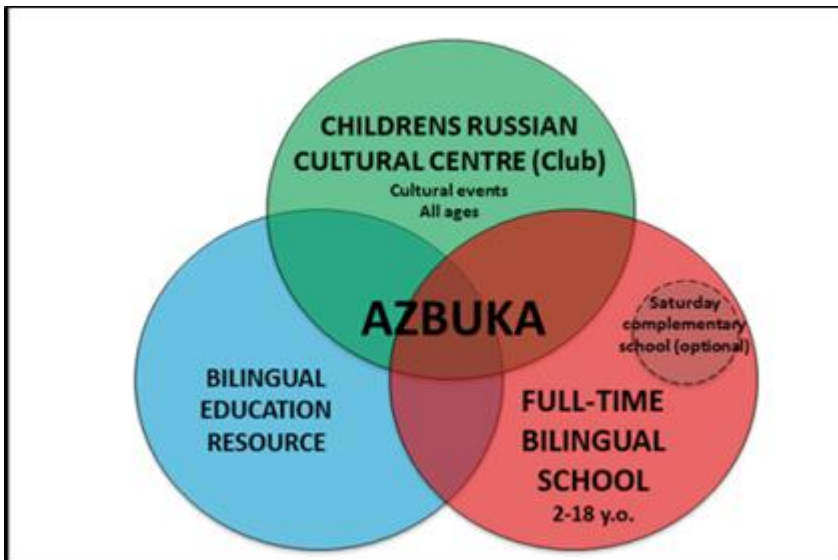 CHILDRENS RUSSIAN
CULTURAL CENTRE (Club)
Cultural events
All ages
AZBUKA
Saturday
complementary
school (optional)
BILINGUAL
EDUCATION
RESOURCE
FULL-TIME
BILINGUAL
SCHOOL
2-18 y.o.